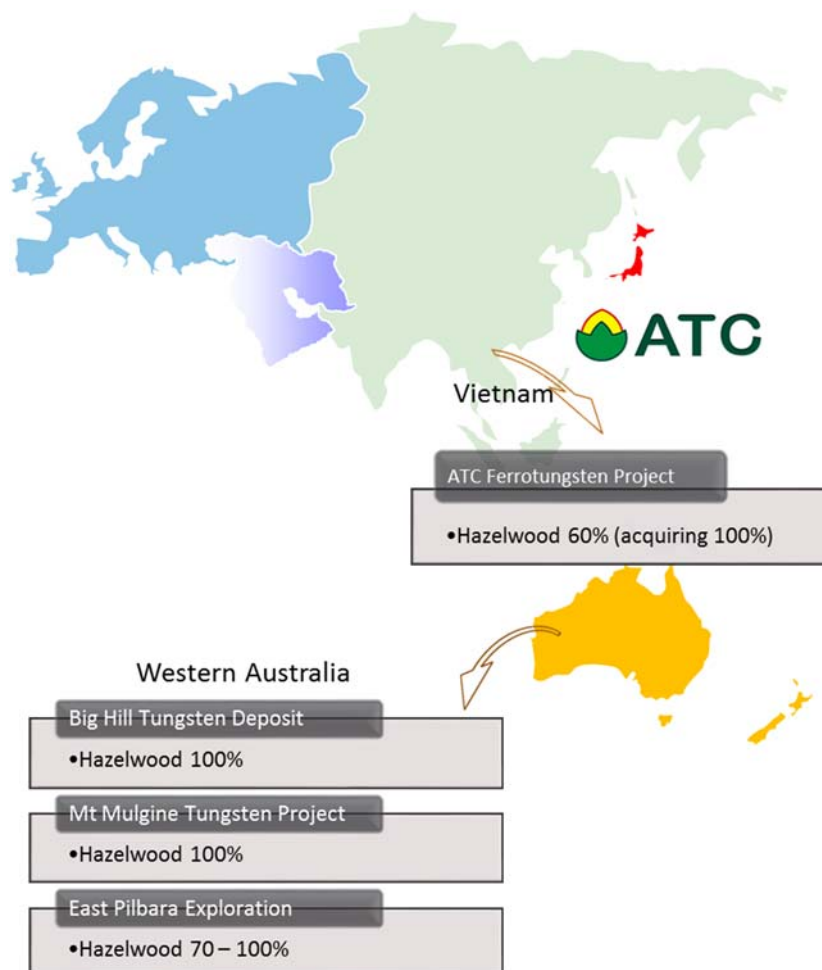 ATC
Vietnam
ATC Ferrotungsten Project
•Hazelwood 60% (acquiring 100%)
Western Australia
Big Hill Tungsten Deposit
•Hazelwood 100%
Mt Mulgine Tungsten Project
•Hazelwood 100%
East Pilbara Exploration
•Hazelwood 70 – 100%